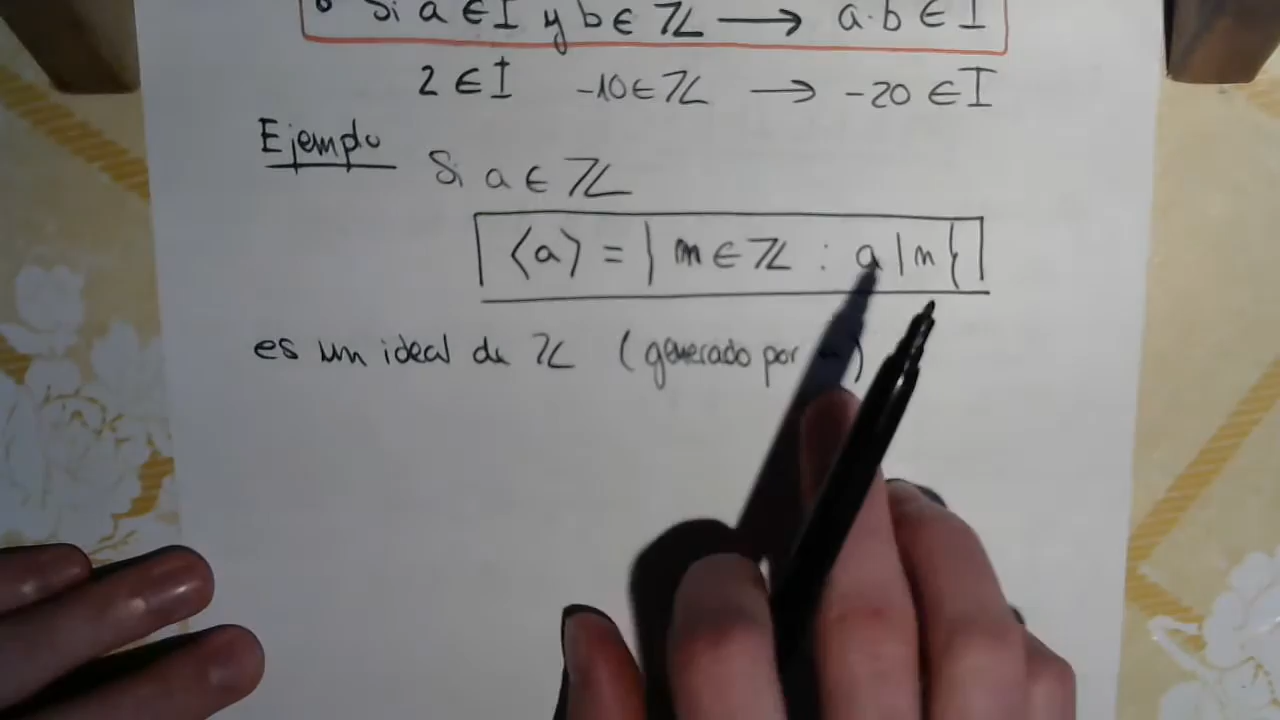 • Si a ∈ I y b ∈ ℤ ⟶ a·b ∈ I
2 ∈ I -10 ∈ ℤ ⟶ -20 ∈ I
Ejemplo Si a ∈ ℤ
⟨a⟩ = { m ∈ ℤ : a | m }
es un ideal de ℤ (generado por )